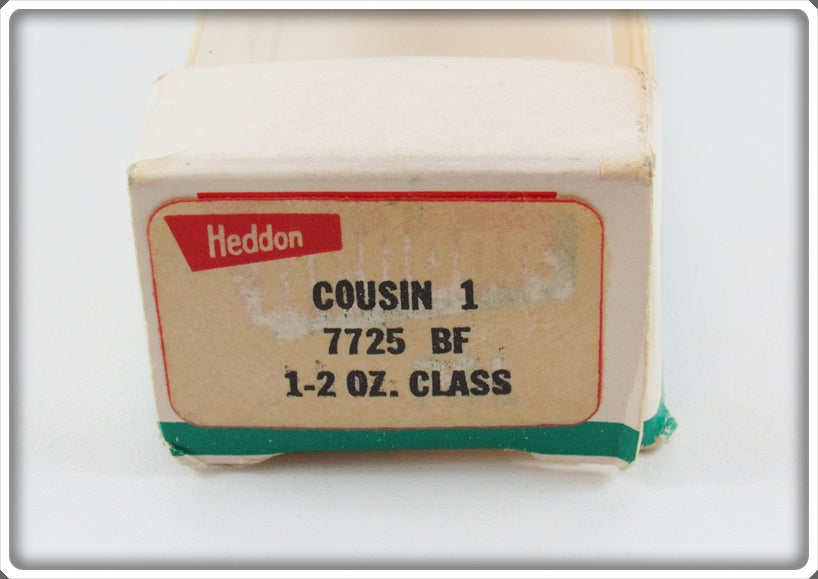 Heddon
COUSIN 1
7725 BF
1-2 OZ. CLASS